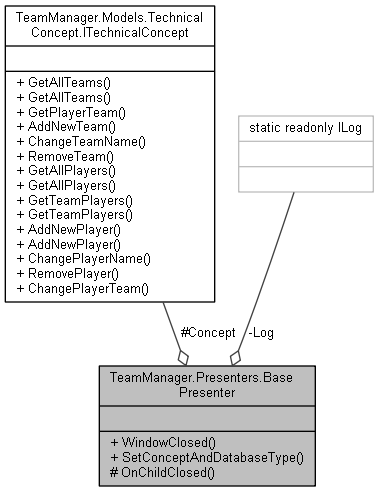 TeamManager.Models.Technical
Concept.ITechnicalConcept
+ GetAllTeams()
+ GetAllTeams()
+ GetPlayerTeam()
+ AddNewTeam()
+ ChangeTeamName()
+ RemoveTeam()
+ GetAllPlayers()
+ GetAllPlayers()
+ GetTeamPlayers()
+ GetTeamPlayers()
+ AddNewPlayer()
+ AddNewPlayer()
+ ChangePlayerName()
+ RemovePlayer()
+ ChangePlayerTeam()
static readonly ILog
#Concept
-Log
TeamManager.Presenters.Base
Presenter
+ WindowClosed()
+ SetConceptAndDatabaseType()
# OnChildClosed()